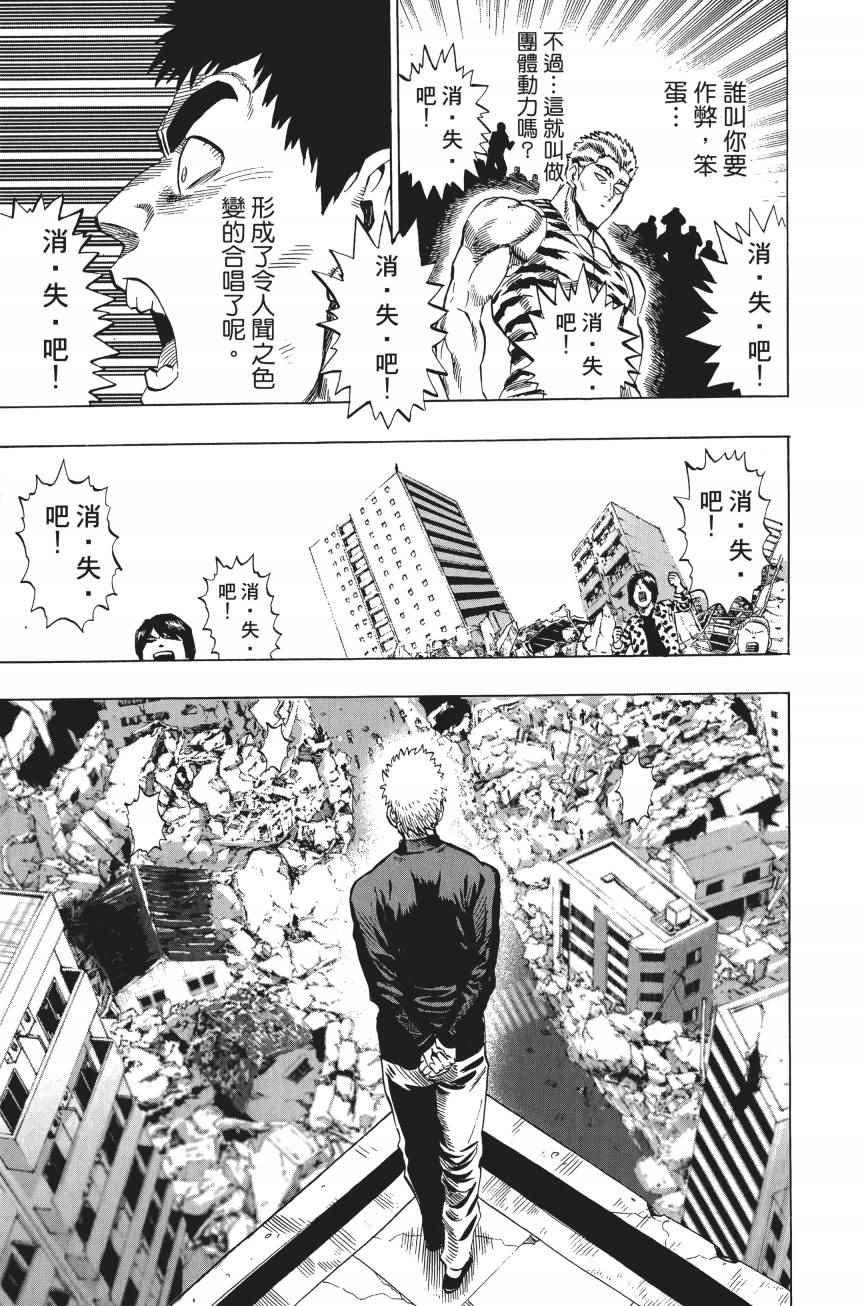 誰叫你要
作弊，笨
蛋…
消・失・吧！
不過…這就叫做
團體動力嗎？
消・失・
吧！
消・失・
吧！
消・失・吧！
形成了令人聞之色
變的合唱了呢。
消・失・吧！
消・失・
吧！
消・失・
吧！
消・失・
吧！